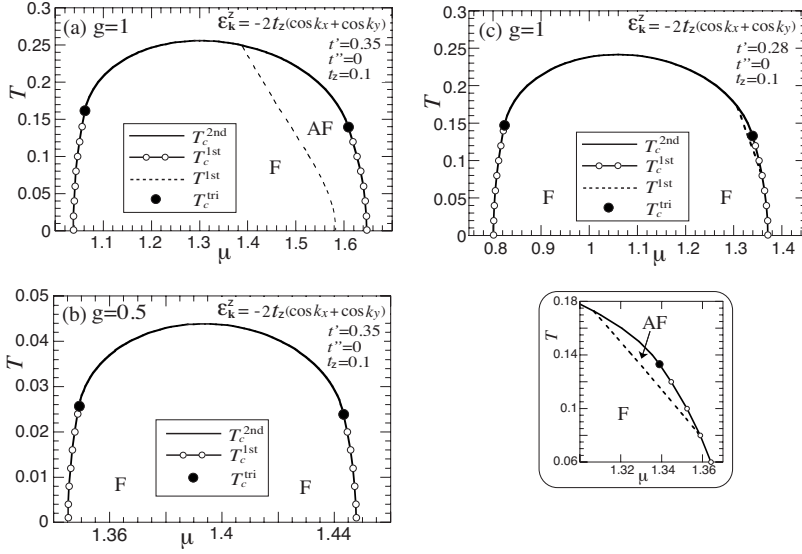 (a) g=1
ε_k^z = -2t_z(cos k_x + cos k_y)
t'=0.35
t''=0
t_z=0.1
T
0.3
0.25
0.2
0.15
0.1
0.05
0
AF
F
T_c^2nd
T_c^1st
T^1st
T_c^tri
1.1 1.2 1.3 1.4 1.5 1.6
μ
(c) g=1
ε_k^z = -2t_z(cos k_x + cos k_y)
t'=0.28
t''=0
t_z=0.1
T
0.3
0.25
0.2
0.15
0.1
0.05
0
F F
T_c^2nd
T_c^1st
T^1st
T_c^tri
0.8 0.9 1 1.1 1.2 1.3 1.4
μ
(b) g=0.5
ε_k^z = -2t_z(cos k_x + cos k_y)
t'=0.35
t''=0
t_z=0.1
T
0.05
0.04
0.03
0.02
0.01
0
F F
T_c^2nd
T_c^1st
T_c^tri
1.36 1.4 1.44
μ
T
0.18
0.14
0.1
0.06
AF
F
1.32 1.34 1.36
μ